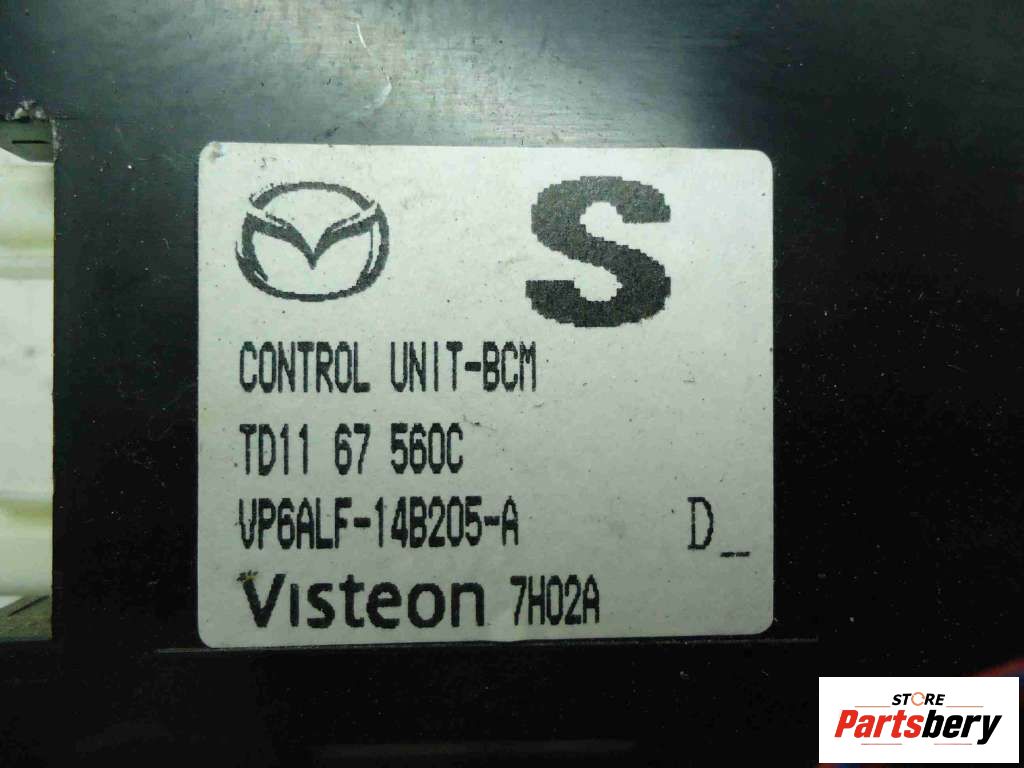 S
CONTROL UNIT-BCM
TD11 67 560C
VP6ALF-14B205-A D_
Visteon 7H02A
STORE
Partsbery